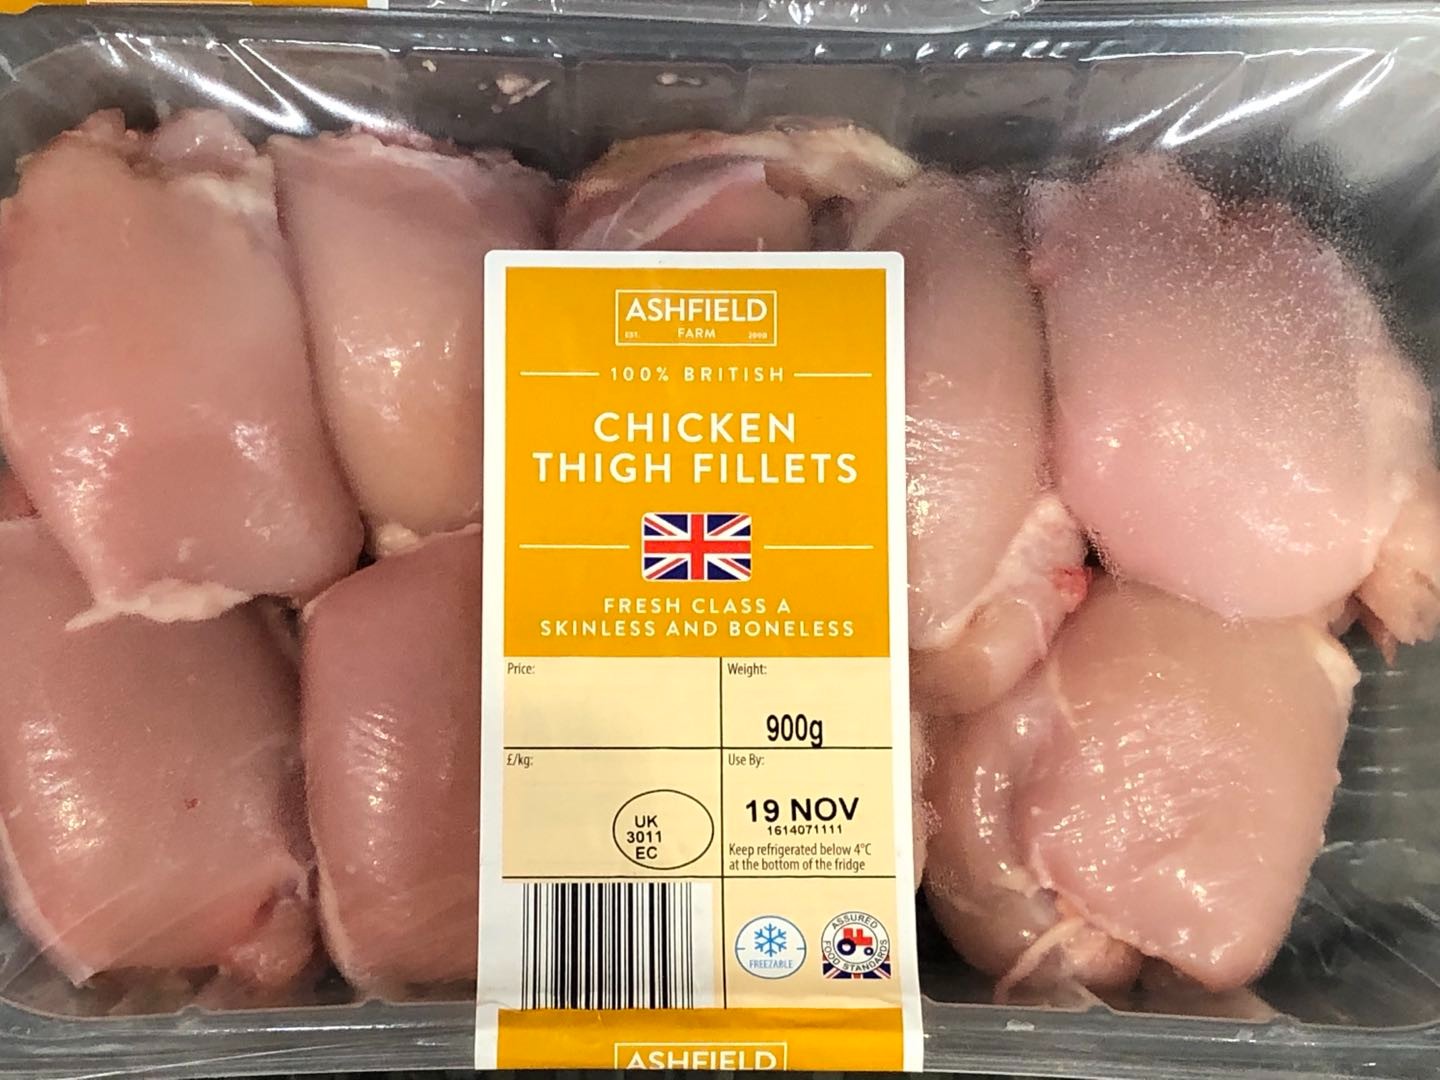 ASHFIELD
EST. FARM 2009
100% BRITISH
CHICKEN
THIGH FILLETS
FRESH CLASS A
SKINLESS AND BONELESS
Price:
Weight:
900g
£/kg:
Use By:
UK
3011
EC
19 NOV
1614071111
Keep refrigerated below 4°C
at the bottom of the fridge
FREEZABLE
ASSURED
FOOD STANDARDS
ASHFIELD